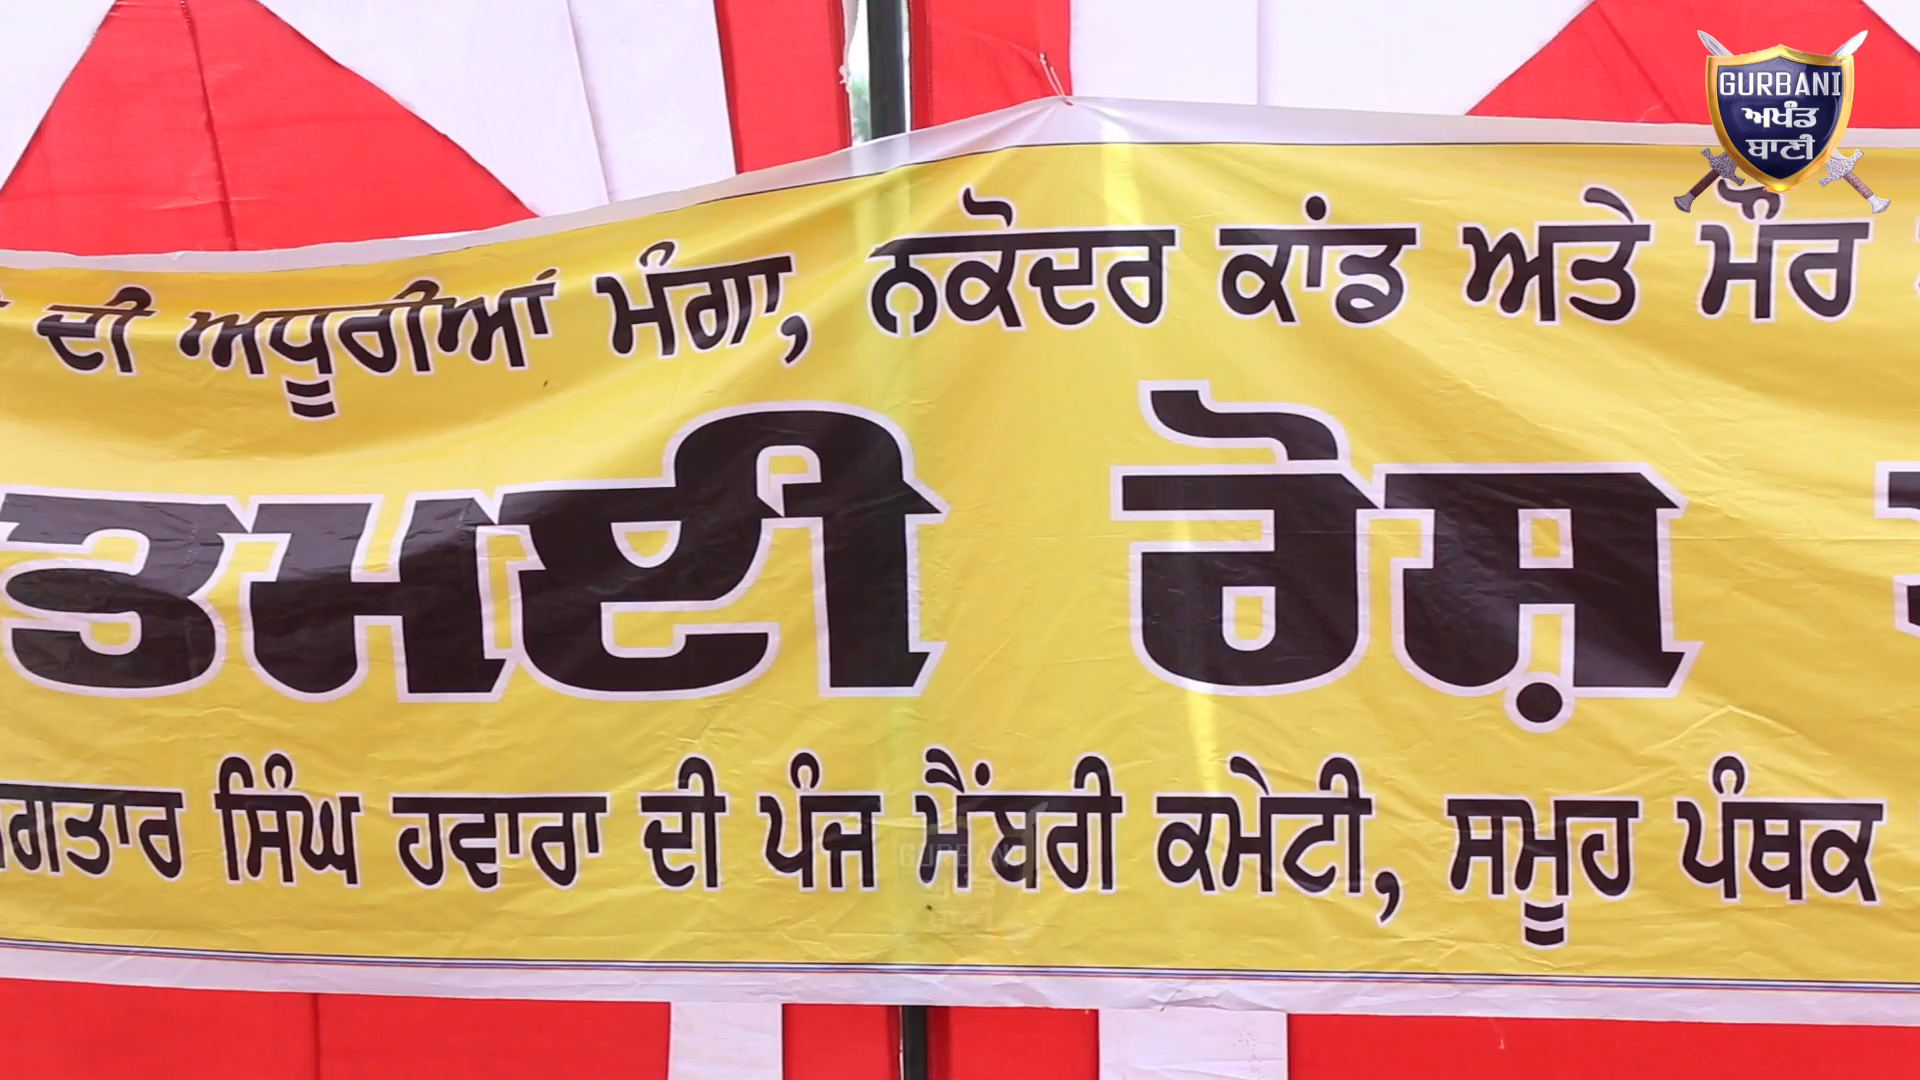 GURBANI
ਅਖੰਡ
ਬਾਣੀ
ਦੀ ਅਧੂਰੀਆਂ ਮੰਗਾ, ਨਕੋਦਰ ਕਾਂਡ ਅਤੇ ਮੌਰ
ਤਮਈ ਰੋਸ਼
ਗਤਾਰ ਸਿੰਘ ਹਵਾਰਾ ਦੀ ਪੰਜ ਮੈਂਬਰੀ ਕਮੇਟੀ, ਸਮੂਹ ਪੰਥਕ